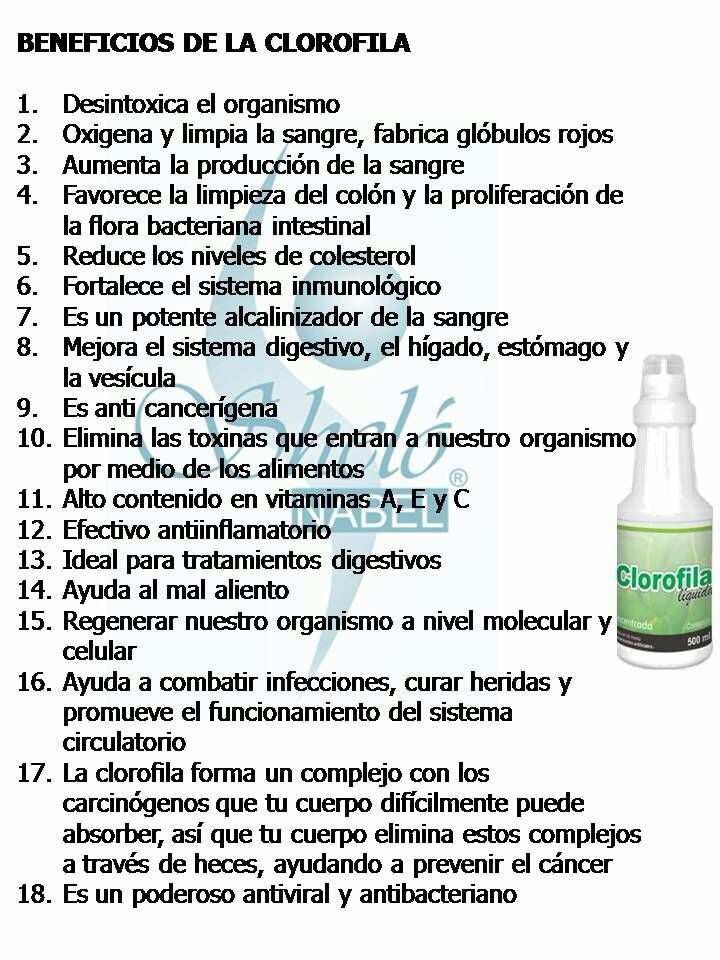 BENEFICIOS DE LA CLOROFILA
1. Desintoxica el organismo
2. Oxigena y limpia la sangre, fabrica glóbulos rojos
3. Aumenta la producción de la sangre
4. Favorece la limpieza del colón y la proliferación de
la flora bacteriana intestinal
5. Reduce los niveles de colesterol
6. Fortalece el sistema inmunológico
7. Es un potente alcalinizador de la sangre
8. Mejora el sistema digestivo, el hígado, estómago y
la vesícula
9. Es anti cancerígena
10. Elimina las toxinas que entran a nuestro organismo
por medio de los alimentos
11. Alto contenido en vitaminas A, E y C
12. Efectivo antiinflamatorio
13. Ideal para tratamientos digestivos
14. Ayuda al mal aliento
15. Regenerar nuestro organismo a nivel molecular y
celular
16. Ayuda a combatir infecciones, curar heridas y
promueve el funcionamiento del sistema
circulatorio
17. La clorofila forma un complejo con los
carcinógenos que tu cuerpo difícilmente puede
absorber, así que tu cuerpo elimina estos complejos
a través de heces, ayudando a prevenir el cáncer
18. Es un poderoso antiviral y antibacteriano
Sheló
NABEL®
Clorofila
líquida
500 ml